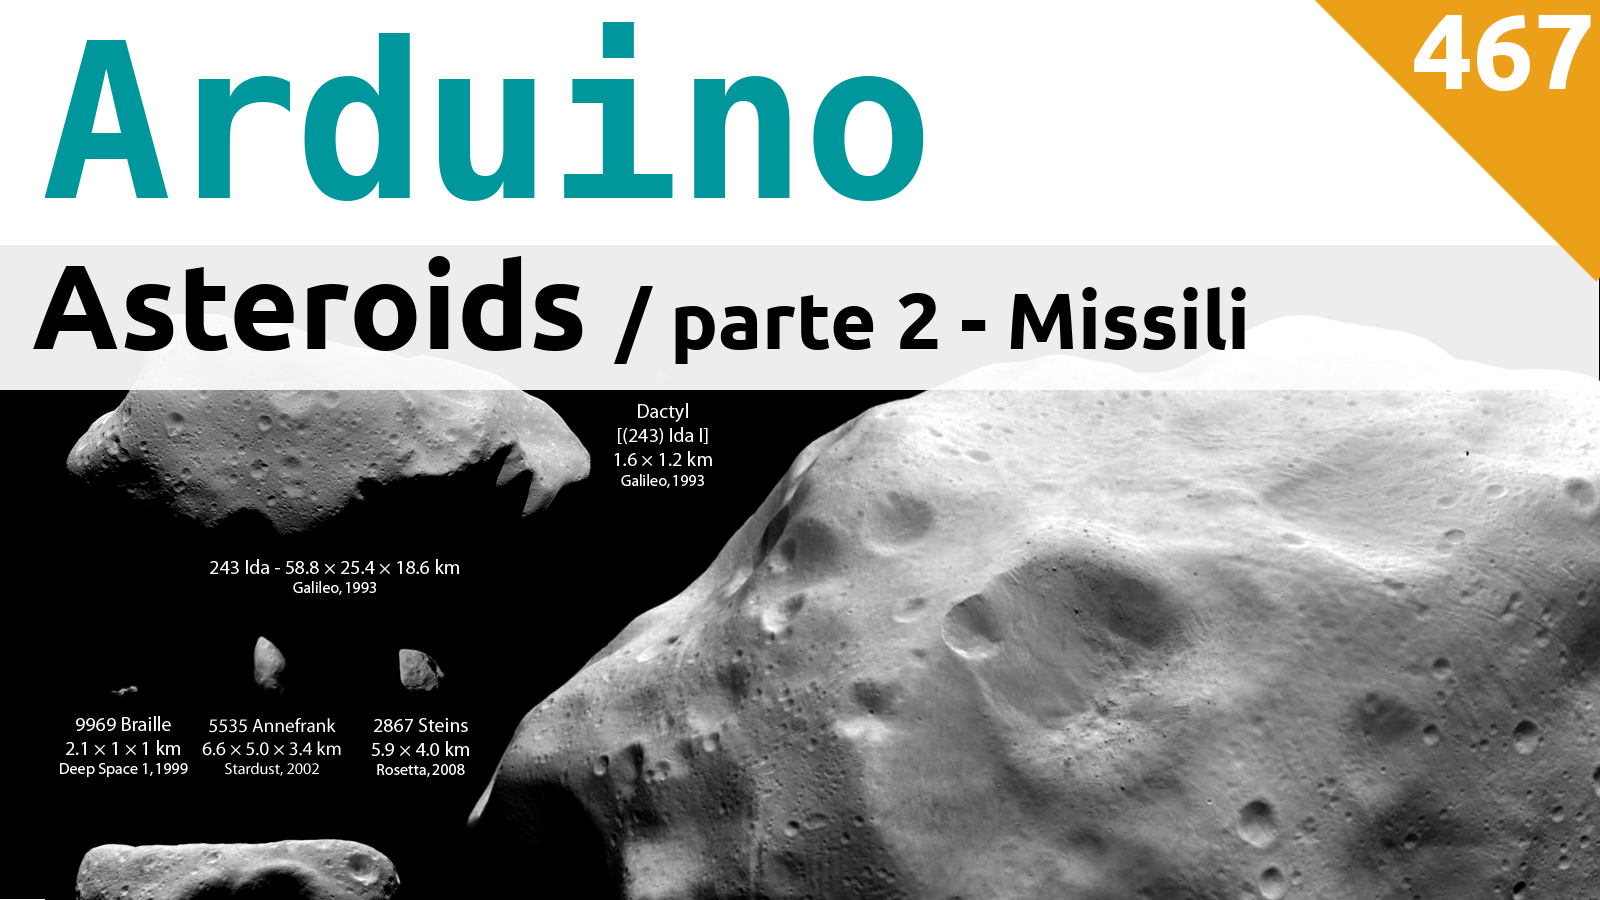 Arduino
467
Asteroids / parte 2 - Missili
Dactyl
[(243) Ida I]
1.6 × 1.2 km
Galileo, 1993
243 Ida - 58.8 × 25.4 × 18.6 km
Galileo, 1993
9969 Braille
2.1 × 1 × 1 km
Deep Space 1, 1999
5535 Annefrank
6.6 × 5.0 × 3.4 km
Stardust, 2002
2867 Steins
5.9 × 4.0 km
Rosetta, 2008